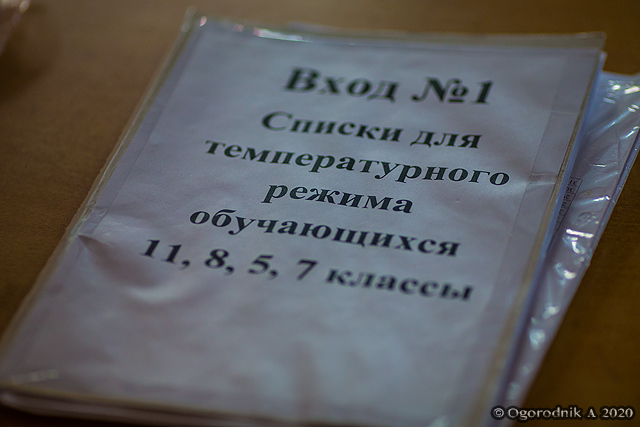 Вход №1
Списки для
температурного
режима
обучающихся
11, 8, 5, 7 классы
© Ogorodnik A 2020